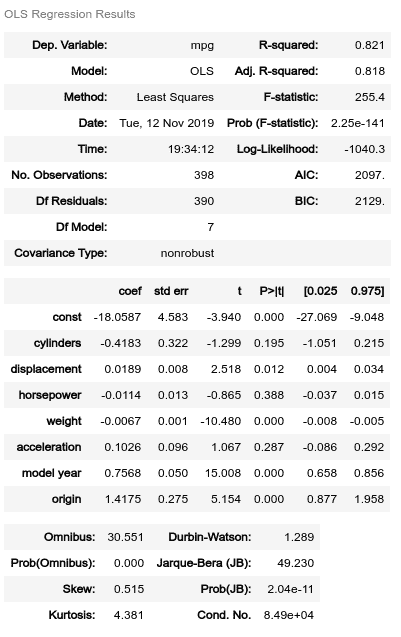 OLS Regression Results
Dep. Variable: mpg R-squared: 0.821
Model: OLS Adj. R-squared: 0.818
Method: Least Squares F-statistic: 255.4
Date: Tue, 12 Nov 2019 Prob (F-statistic): 2.25e-141
Time: 19:34:12 Log-Likelihood: -1040.3
No. Observations: 398 AIC: 2097.
Df Residuals: 390 BIC: 2129.
Df Model: 7
Covariance Type: nonrobust
coef std err t P>|t| [0.025 0.975]
const -18.0587 4.583 -3.940 0.000 -27.069 -9.048
cylinders -0.4183 0.322 -1.299 0.195 -1.051 0.215
displacement 0.0189 0.008 2.518 0.012 0.004 0.034
horsepower -0.0114 0.013 -0.865 0.388 -0.037 0.015
weight -0.0067 0.001 -10.480 0.000 -0.008 -0.005
acceleration 0.1026 0.096 1.067 0.287 -0.086 0.292
model year 0.7568 0.050 15.008 0.000 0.658 0.856
origin 1.4175 0.275 5.154 0.000 0.877 1.958
Omnibus: 30.551 Durbin-Watson: 1.289
Prob(Omnibus): 0.000 Jarque-Bera (JB): 49.230
Skew: 0.515 Prob(JB): 2.04e-11
Kurtosis: 4.381 Cond. No. 8.49e+04